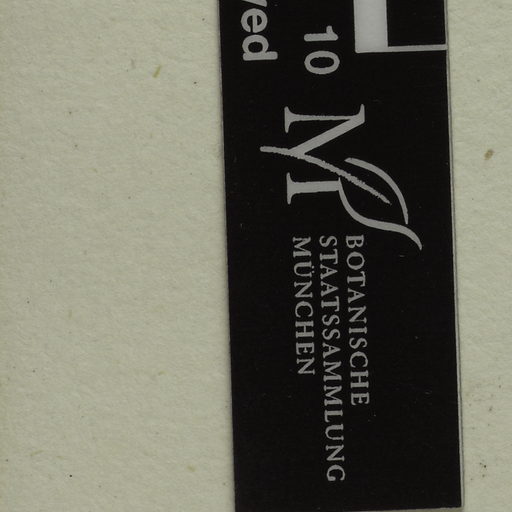 ved
10
BOTANISCHE
STAATSSAMMLUNG
MÜNCHEN